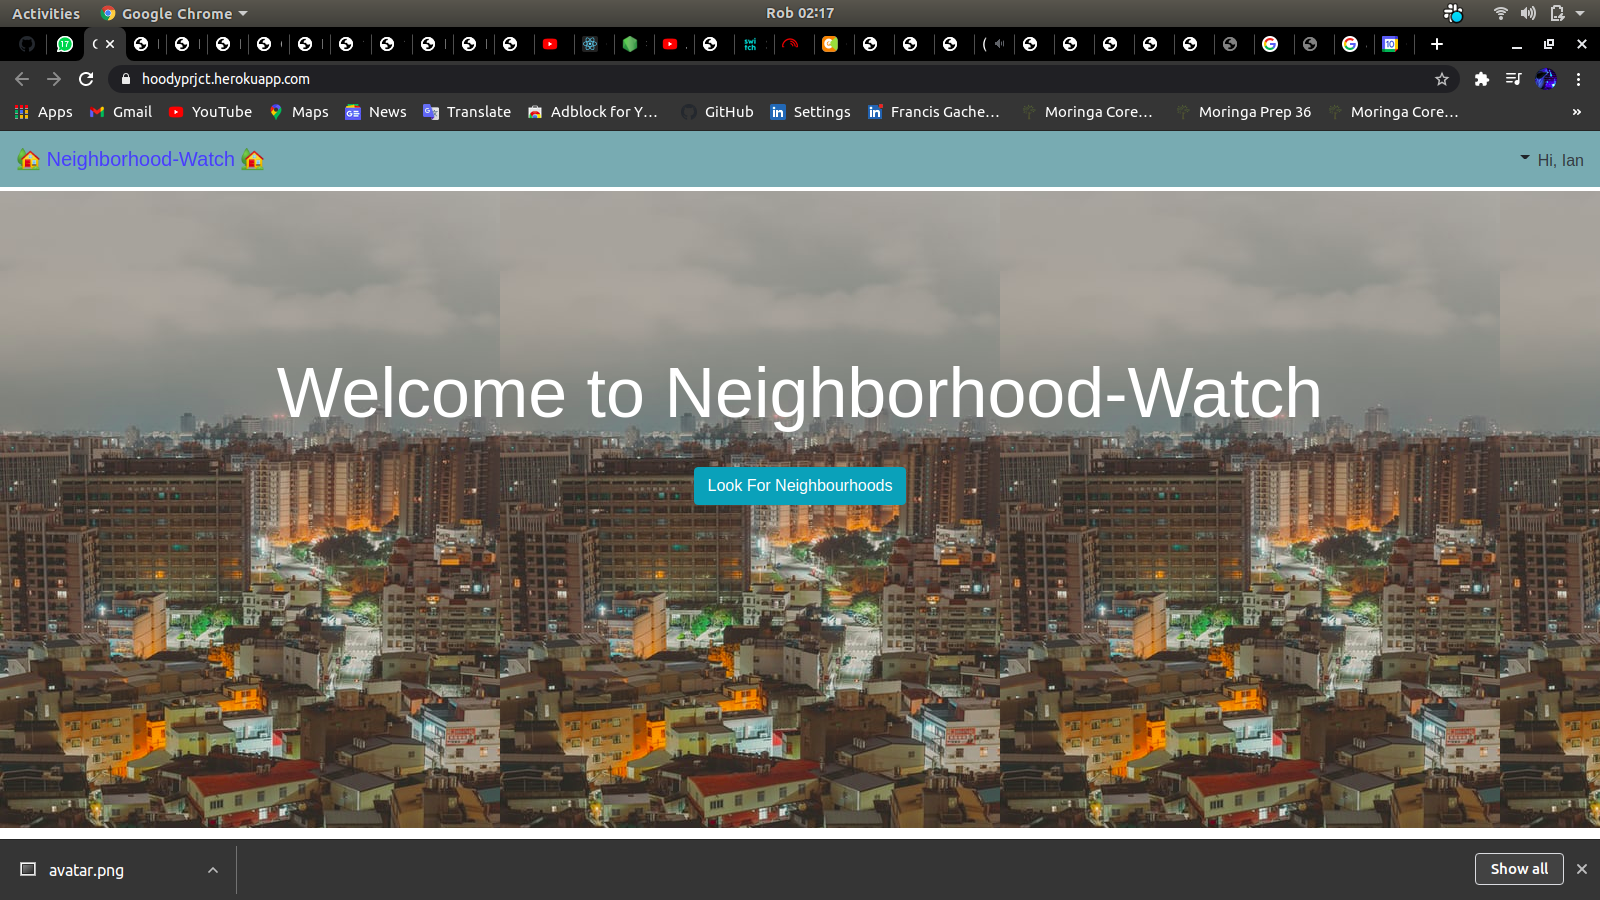 Activities Google Chrome Rob 02:17
hoodyprjct.herokuapp.com
Apps Gmail YouTube Maps News Translate Adblock for Y… GitHub Settings Francis Gache… Moringa Core… Moringa Prep 36 Moringa Core… »
Neighborhood-Watch Hi, Ian
Welcome to Neighborhood-Watch
Look For Neighbourhoods
avatar.png Show all